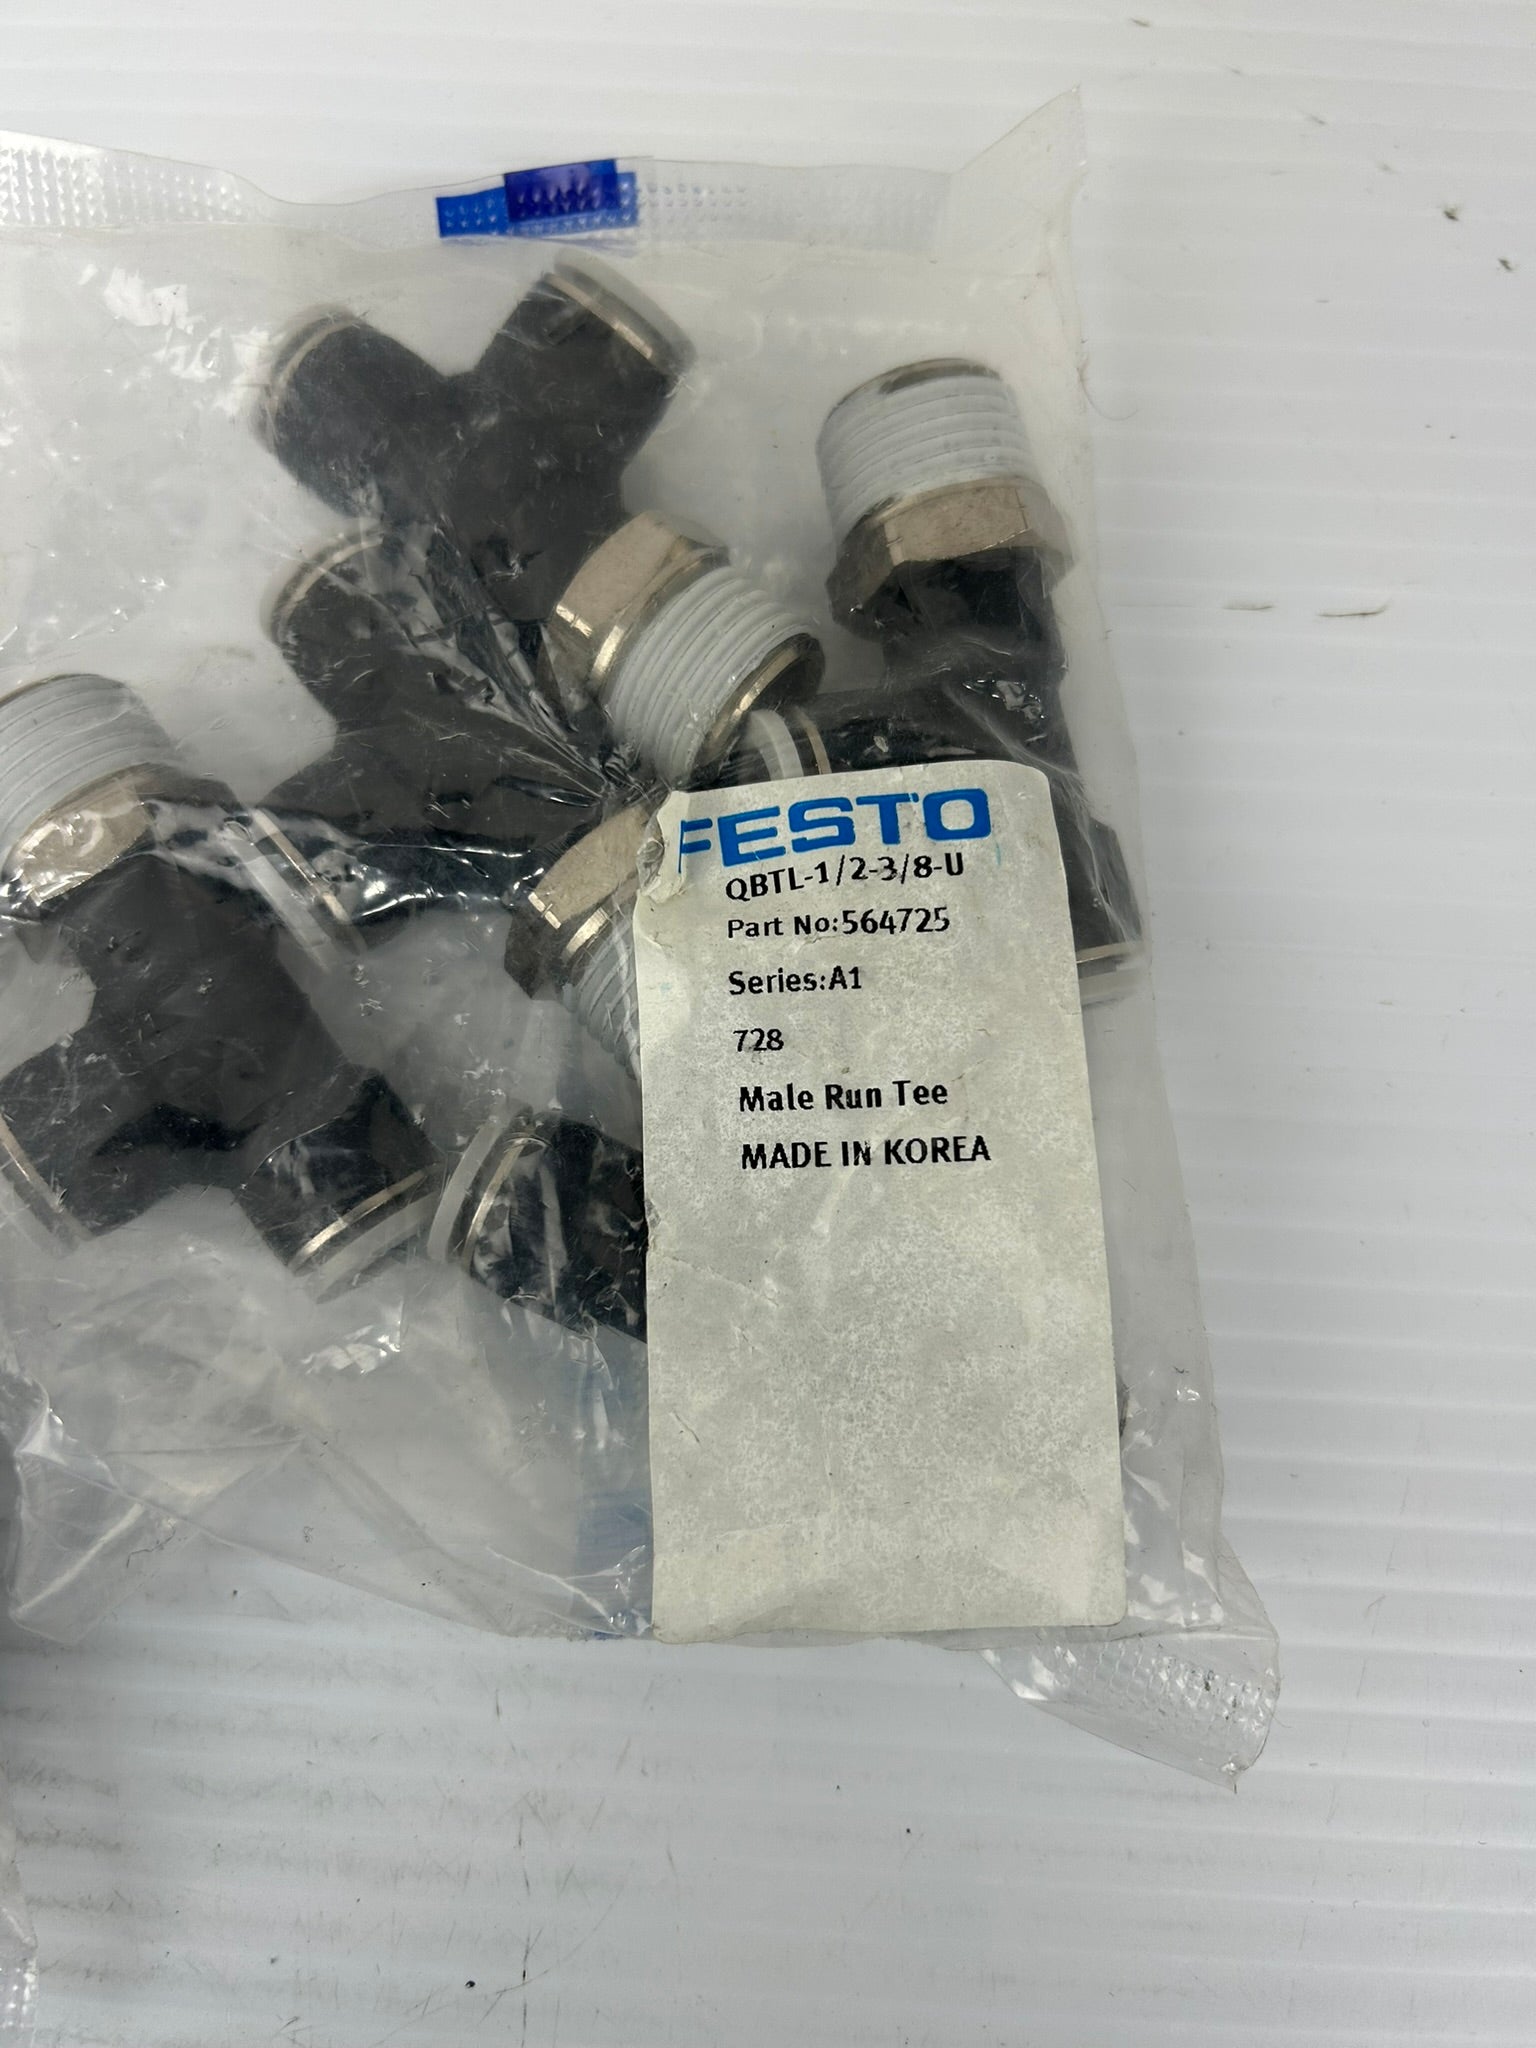 FESTO
QBTL-1/2-3/8-U
Part No:564725
Series:A1
728
Male Run Tee
MADE IN KOREA